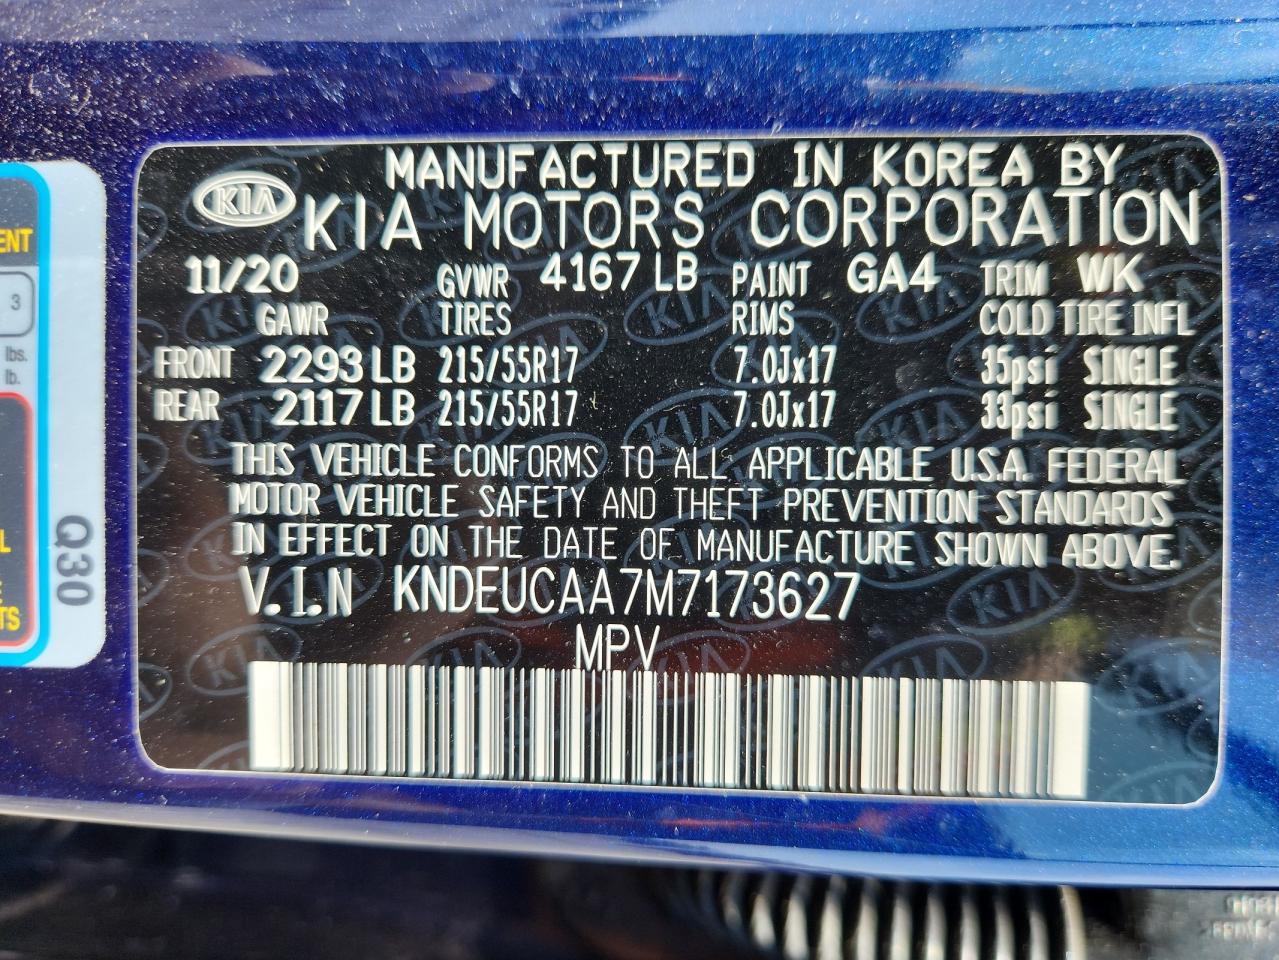 MANUFACTURED IN KOREA BY
KIA KIA MOTORS CORPORATION
11/20 GVWR 4167 LB PAINT GA4 TRIM WK
GAWR TIRES RIMS COLD TIRE INFL
FRONT 2293 LB 215/55R17 7.0Jx17 35psi SINGLE
REAR 2117 LB 215/55R17 7.0Jx17 33psi SINGLE
THIS VEHICLE CONFORMS TO ALL APPLICABLE U.S.A. FEDERAL
MOTOR VEHICLE SAFETY AND THEFT PREVENTION STANDARDS
IN EFFECT ON THE DATE OF MANUFACTURE SHOWN ABOVE.
V.I.N KNDEUCAA7M7173627
MPV
3
lbs.
lb.
Q30